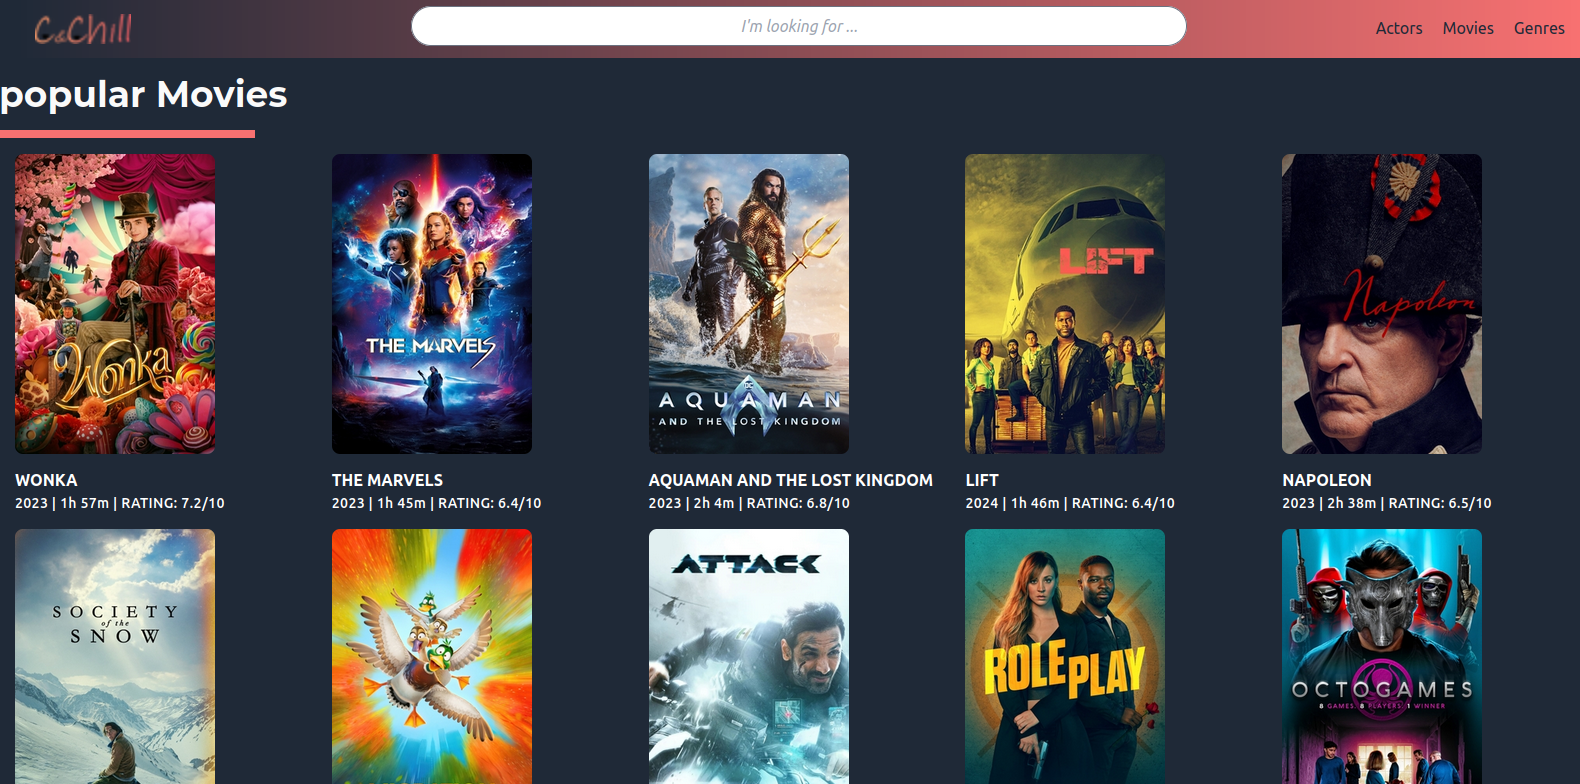 C&Chill
I'm looking for ...
Actors Movies Genres
popular Movies
Wonka
THE MARVELS
DC
AQUAMAN
AND THE LOST KINGDOM
LIFT
Napoleon
WONKA
2023 | 1h 57m | RATING: 7.2/10
THE MARVELS
2023 | 1h 45m | RATING: 6.4/10
AQUAMAN AND THE LOST KINGDOM
2023 | 2h 4m | RATING: 6.8/10
LIFT
2024 | 1h 46m | RATING: 6.4/10
NAPOLEON
2023 | 2h 38m | RATING: 6.5/10
SOCIETY
of the
SNOW
ATTACK
ROLE PLAY
OCTOGAMES
8 GAMES. 8 PLAYERS. 1 WINNER